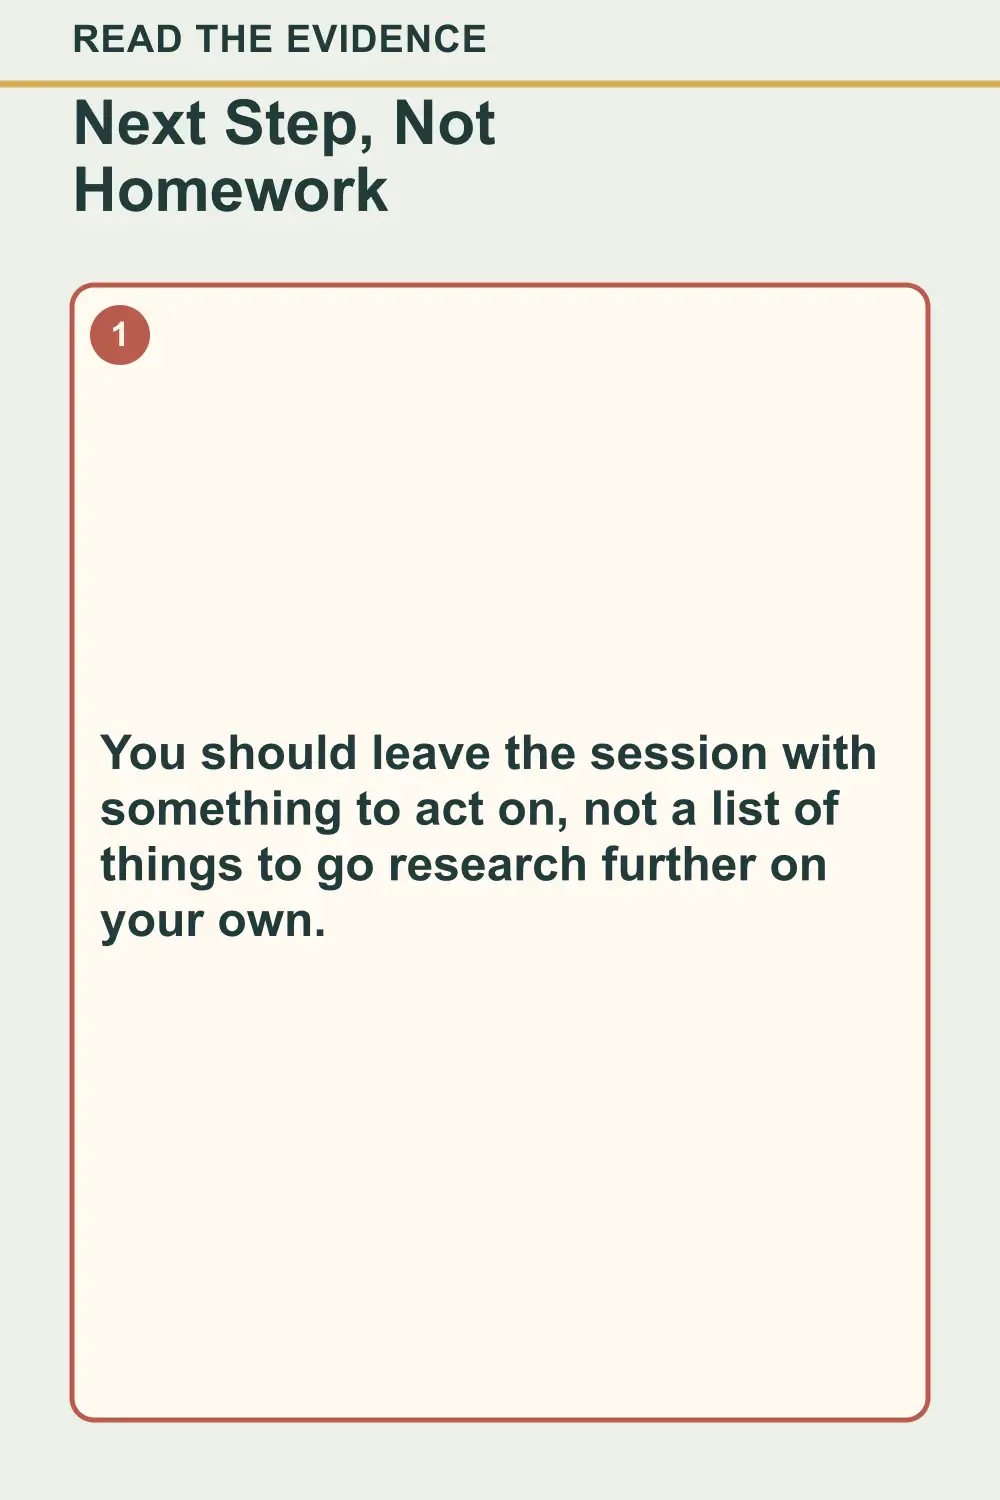 READ THE EVIDENCE
Next Step, Not
Homework
1
You should leave the session with
something to act on, not a list of
things to go research further on
your own.